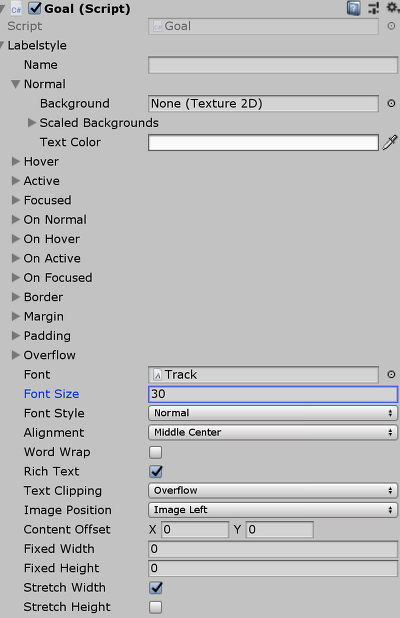 Goal (Script)
Script Goal
Labelstyle
Name
Normal
Background None (Texture 2D)
Scaled Backgrounds
Text Color
Hover
Active
Focused
On Normal
On Hover
On Active
On Focused
Border
Margin
Padding
Overflow
Font Track
Font Size 30
Font Style Normal
Alignment Middle Center
Word Wrap
Rich Text
Text Clipping Overflow
Image Position Image Left
Content Offset X 0 Y 0
Fixed Width 0
Fixed Height 0
Stretch Width
Stretch Height